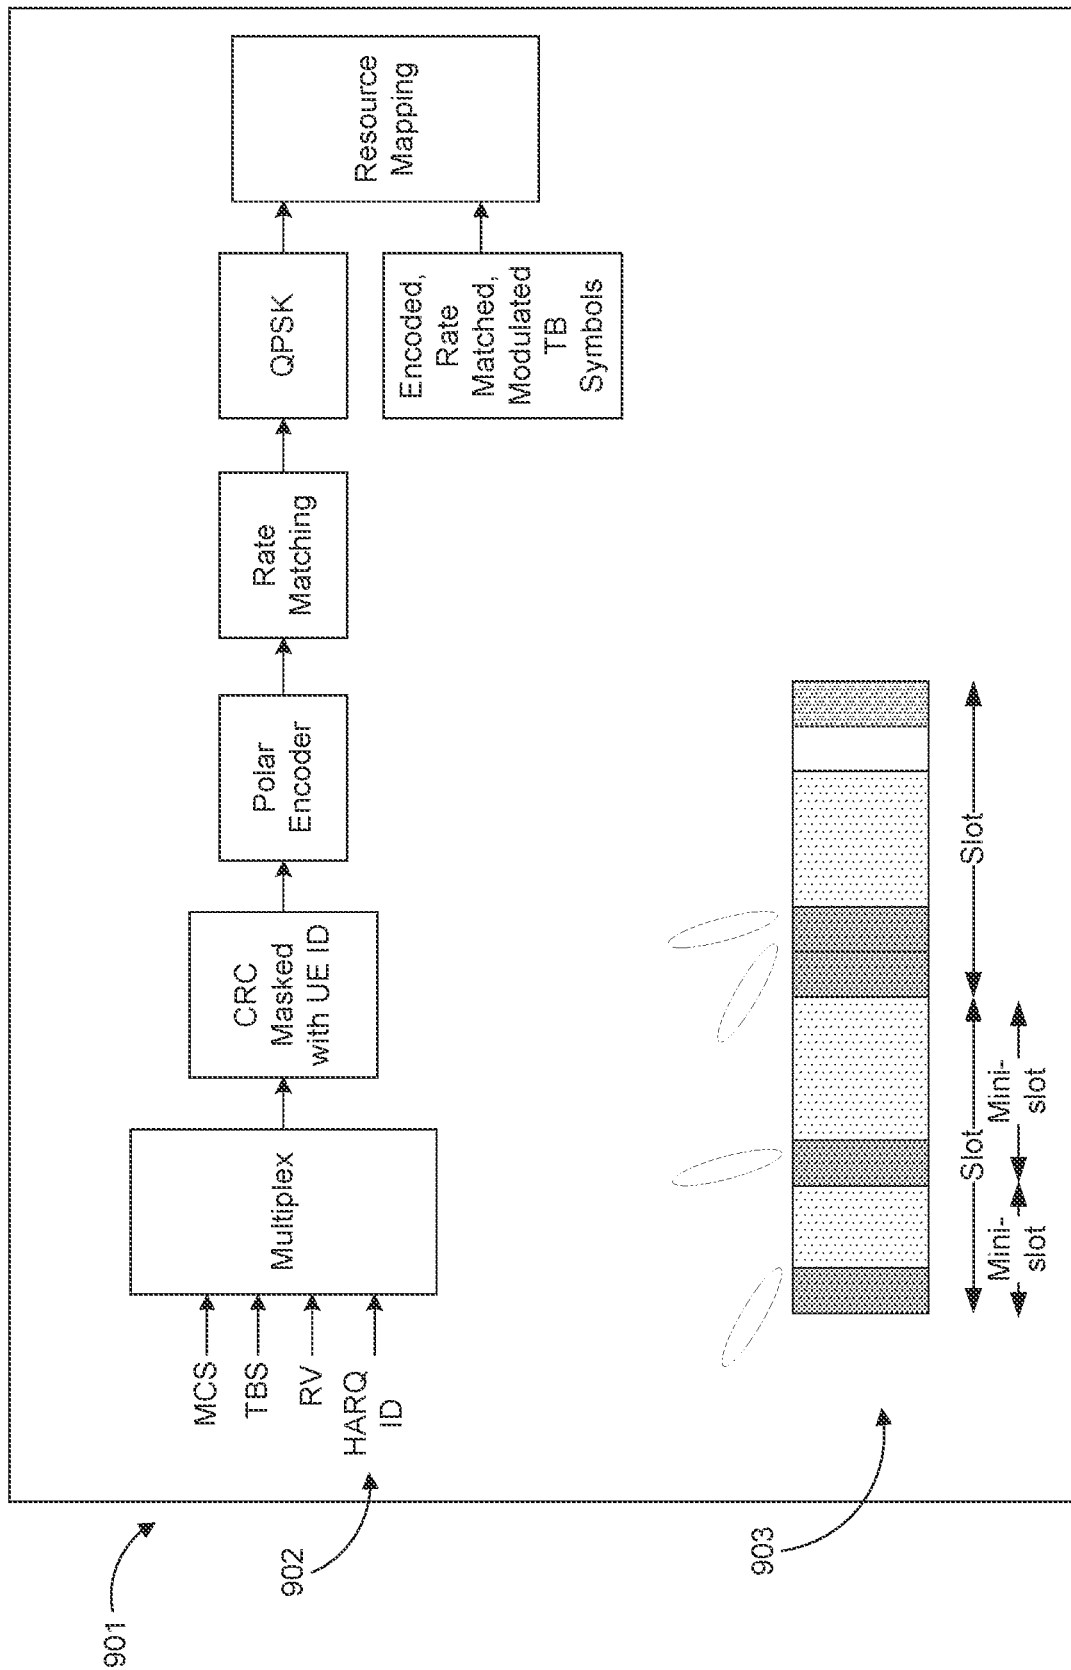 901
902
MCS
TBS
RV
HARQ
ID
Multiplex
CRC
Masked
with UE ID
Polar
Encoder
Rate
Matching
QPSK
Encoded,
Rate
Matched,
Modulated
TB
Symbols
Resource
Mapping
903
Slot
Slot
Mini-
slot
Mini-
slot